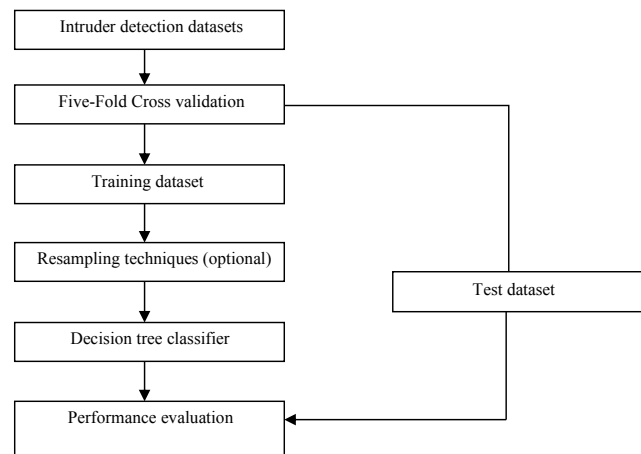 Intruder detection datasets
Five-Fold Cross validation
Training dataset
Resampling techniques (optional)
Test dataset
Decision tree classifier
Performance evaluation